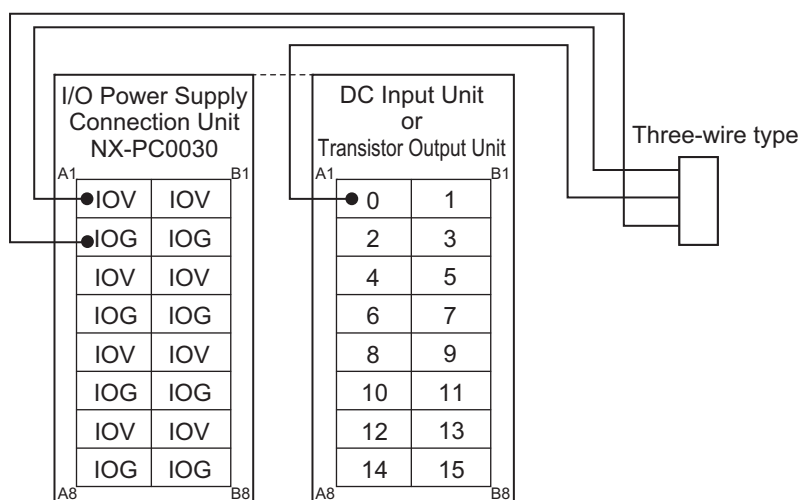 I/O Power Supply
Connection Unit
NX-PC0030
A1
B1
IOV IOV
IOG IOG
IOV IOV
IOG IOG
IOV IOV
IOG IOG
IOV IOV
IOG IOG
A8
B8
DC Input Unit
or
Transistor Output Unit
A1
B1
0 1
2 3
4 5
6 7
8 9
10 11
12 13
14 15
A8
B8
Three-wire type